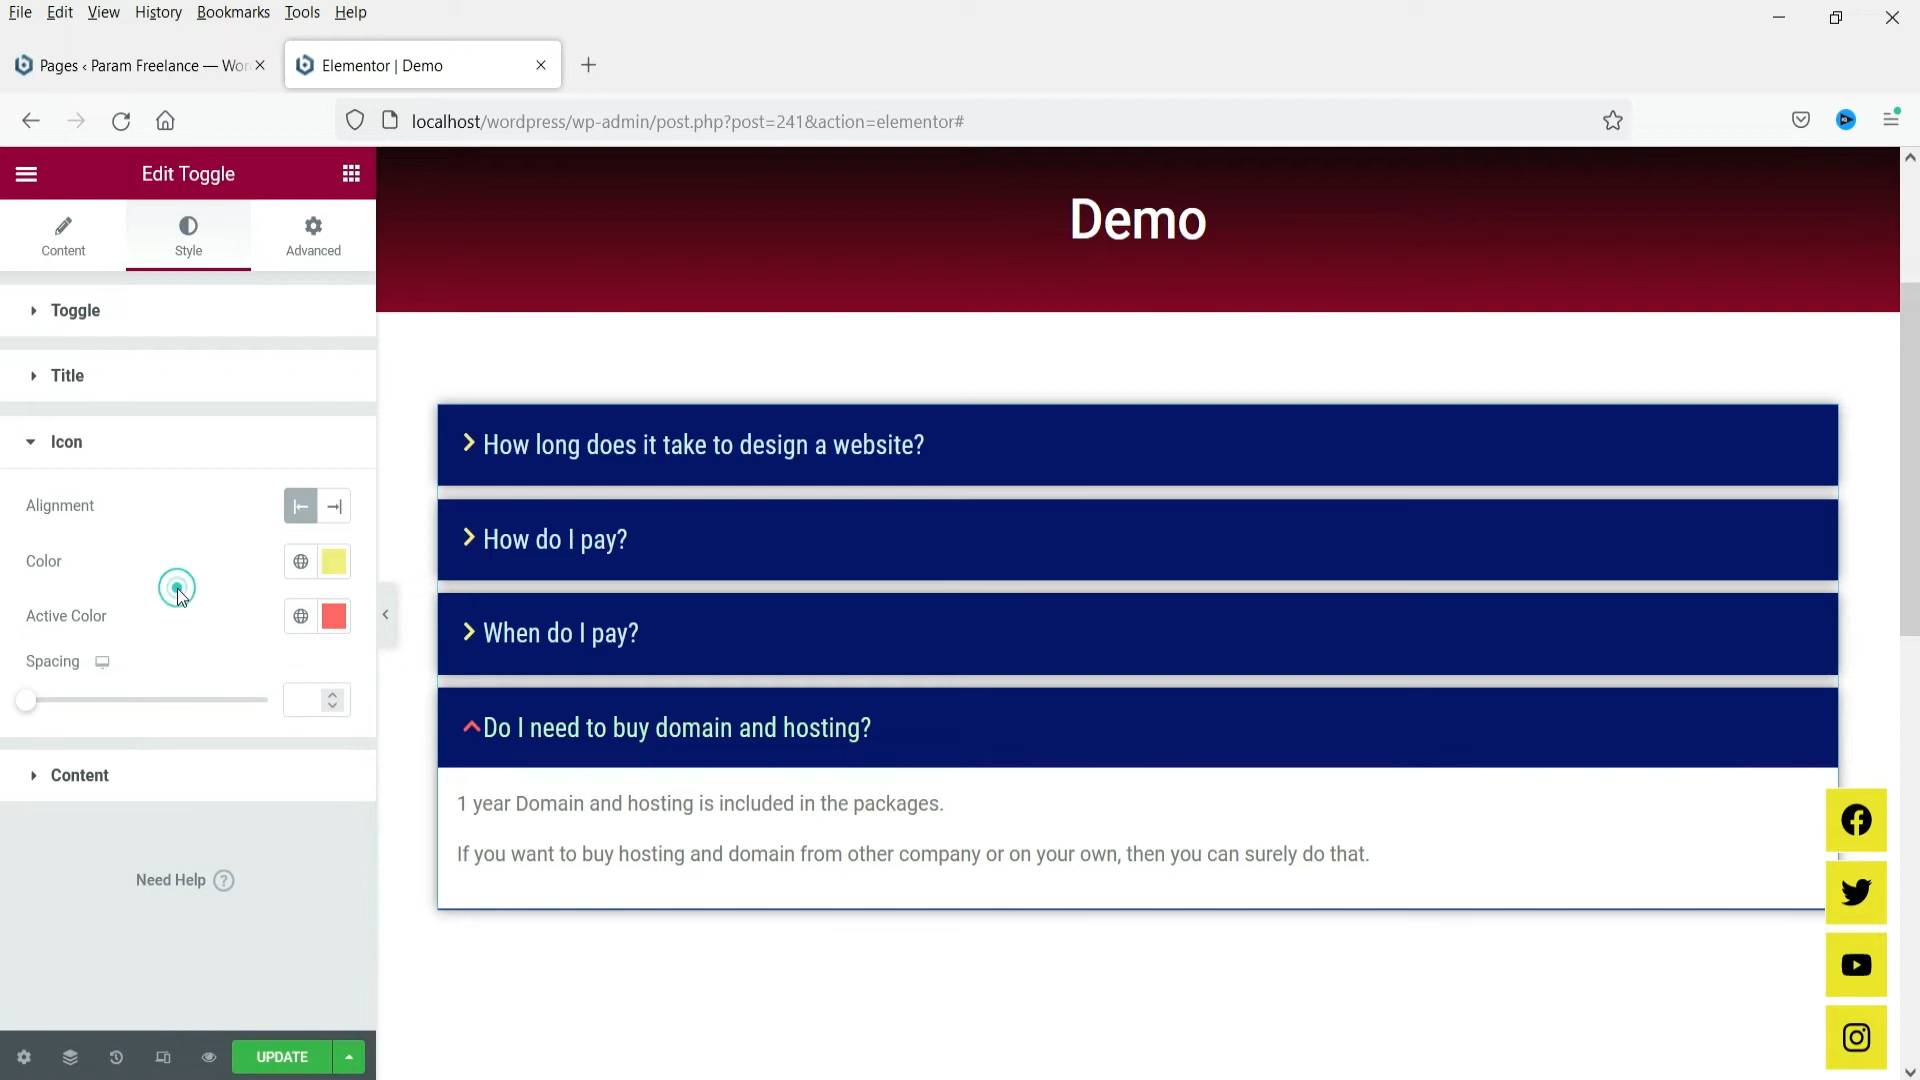 File Edit View History Bookmarks Tools Help
Pages ‹ Param Freelance — Wor
Elementor | Demo
localhost/wordpress/wp-admin/post.php?post=241&action=elementor#
Edit Toggle
Content Style Advanced
Toggle
Title
Icon
Alignment
Color
Active Color
Spacing
Content
Need Help ?
UPDATE
Demo
How long does it take to design a website?
How do I pay?
When do I pay?
Do I need to buy domain and hosting?
1 year Domain and hosting is included in the packages.
If you want to buy hosting and domain from other company or on your own, then you can surely do that.